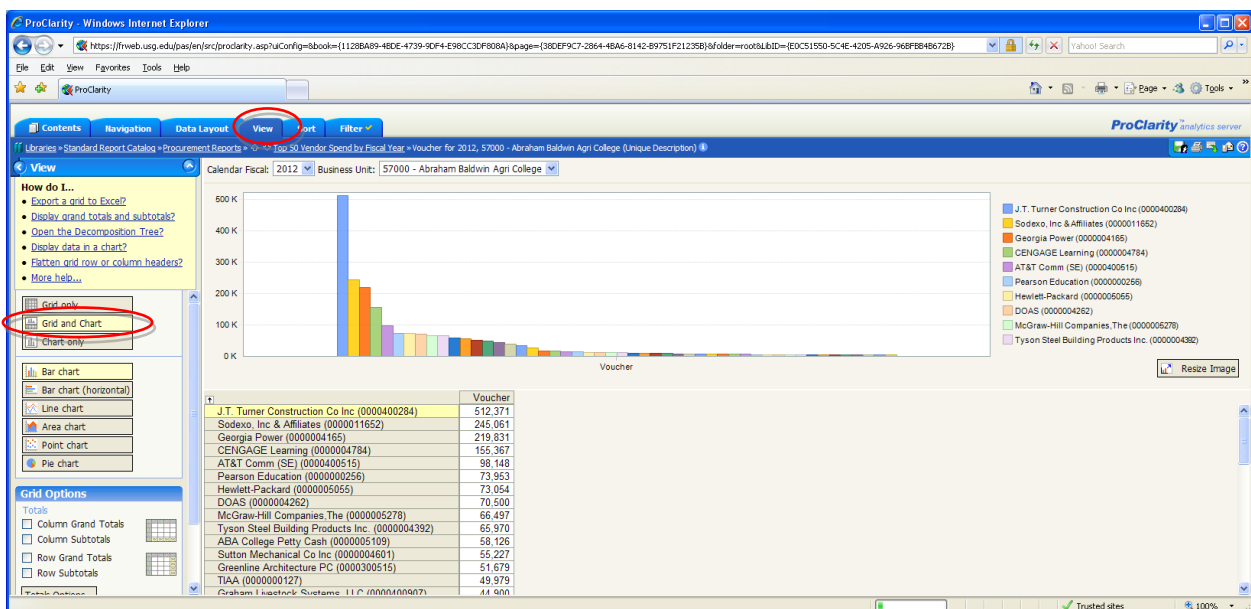 ProClarity - Windows Internet Explorer
https://frweb.usg.edu/pas/en/src/proclarity.asp?uiConfig=&book={1128BA89-4BDE-4739-9DF4-E98CC3DF808A}&page={38DEF9C7-2864-4BA6-8142-B9751F21235B}&folder=root&LibID={E0C51550-5C4E-4205-A926-96BFBB4B672B}
Yahoo! Search
File Edit View Favorites Tools Help
ProClarity
Page Tools
Contents Navigation Data Layout View Sort Filter
ProClarity analytics server
Libraries » Standard Report Catalog » Procurement Reports » Top 50 Vendor Spend by Fiscal Year » Voucher for 2012, 57000 - Abraham Baldwin Agri College (Unique Description)
View
Calendar Fiscal: 2012 Business Unit: 57000 - Abraham Baldwin Agri College
How do I...
Export a grid to Excel?
Display grand totals and subtotals?
Open the Decomposition Tree?
Display data in a chart?
Flatten grid row or column headers?
More help...
Grid only
Grid and Chart
Chart only
Bar chart
Bar chart (horizontal)
Line chart
Area chart
Point chart
Pie chart
Grid Options
Totals
Column Grand Totals
Column Subtotals
Row Grand Totals
Row Subtotals
Totals Options
500 K
400 K
300 K
200 K
100 K
0 K
Voucher
J.T. Turner Construction Co Inc (0000400284)
Sodexo, Inc & Affiliates (0000011652)
Georgia Power (0000004165)
CENGAGE Learning (0000004784)
AT&T Comm (SE) (0000400515)
Pearson Education (0000000256)
Hewlett-Packard (0000005055)
DOAS (0000004262)
McGraw-Hill Companies,The (0000005278)
Tyson Steel Building Products Inc. (0000004392)
Resize Image
Voucher
J.T. Turner Construction Co Inc (0000400284) 512,371
Sodexo, Inc & Affiliates (0000011652) 245,061
Georgia Power (0000004165) 219,831
CENGAGE Learning (0000004784) 155,367
AT&T Comm (SE) (0000400515) 98,148
Pearson Education (0000000256) 73,953
Hewlett-Packard (0000005055) 73,054
DOAS (0000004262) 70,500
McGraw-Hill Companies,The (0000005278) 66,497
Tyson Steel Building Products Inc. (0000004392) 65,970
ABA College Petty Cash (0000005109) 58,126
Sutton Mechanical Co Inc (0000004601) 55,227
Greenline Architecture PC (0000300515) 51,679
TIAA (0000000127) 49,979
Graham Livestock Systems, LLC (0000400907) 44,900
Trusted sites
100%